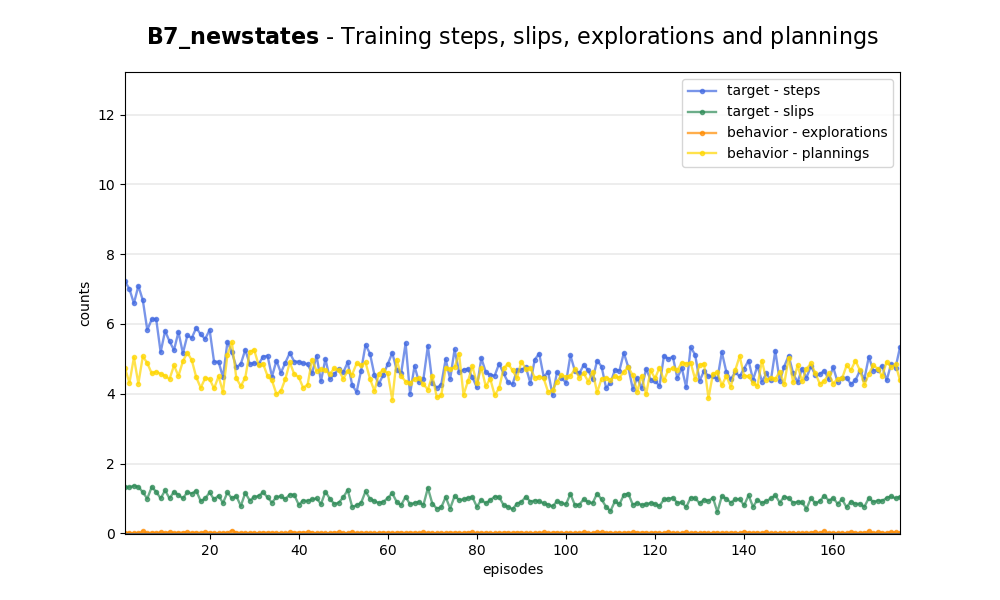 B7_newstates - Training steps, slips, explorations and plannings
target - steps
target - slips
behavior - explorations
behavior - plannings
counts
12
10
8
6
4
2
0
20 40 60 80 100 120 140 160
episodes